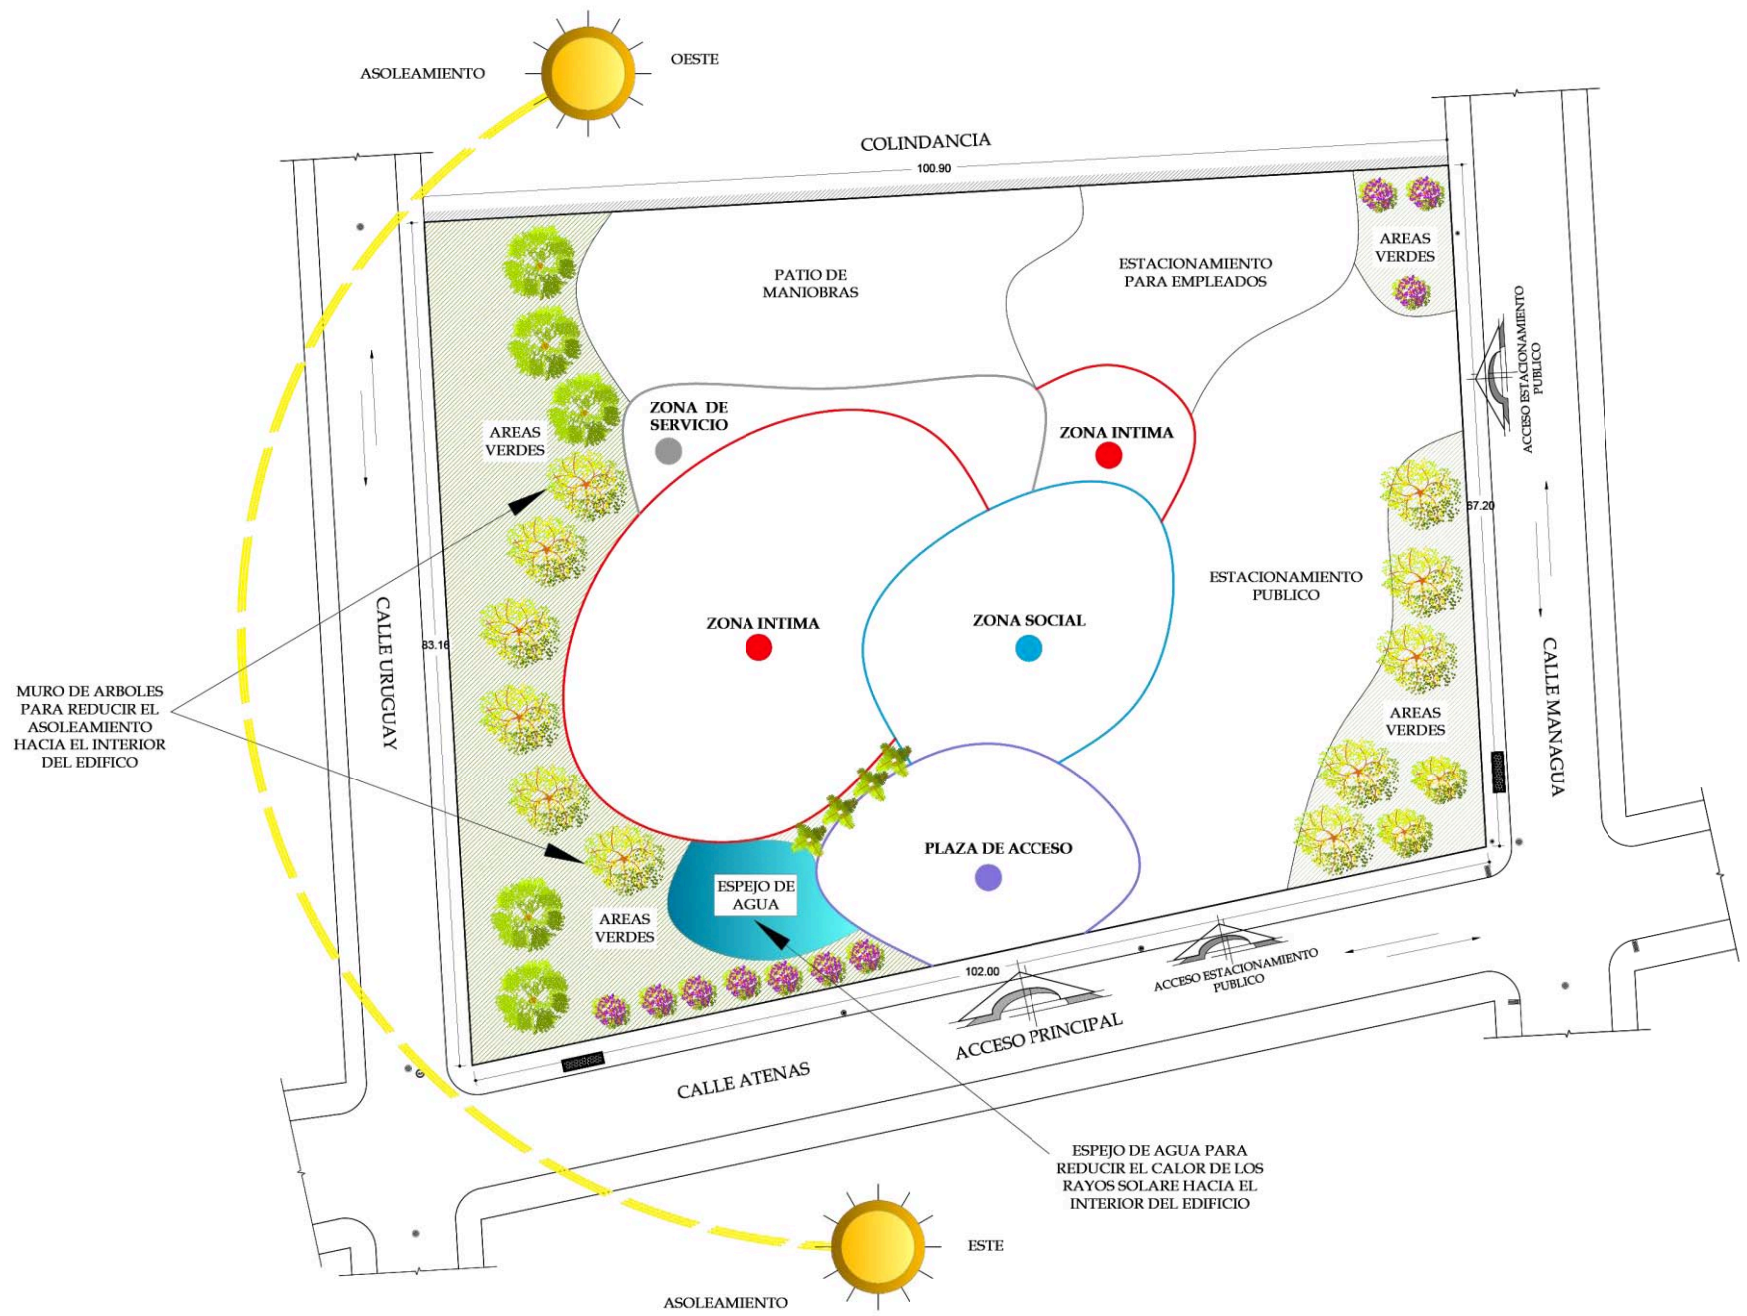 ASOLEAMIENTO
OESTE
COLINDANCIA
100.90
AREAS
VERDES
PATIO DE
MANIOBRAS
ESTACIONAMIENTO
PARA EMPLEADOS
ACCESO ESTACIONAMIENTO
PUBLICO
ZONA DE
SERVICIO
AREAS
VERDES
ZONA INTIMA
67.20
ESTACIONAMIENTO
PUBLICO
ZONA INTIMA
ZONA SOCIAL
CALLE URUGUAY
83.16
CALLE MANAGUA
MURO DE ARBOLES
PARA REDUCIR EL
ASOLEAMIENTO
HACIA EL INTERIOR
DEL EDIFICO
AREAS
VERDES
PLAZA DE ACCESO
ESPEJO DE
AGUA
AREAS
VERDES
102.00
ACCESO ESTACIONAMIENTO
PUBLICO
ACCESO PRINCIPAL
CALLE ATENAS
G
ESPEJO DE AGUA PARA
REDUCIR EL CALOR DE LOS
RAYOS SOLARE HACIA EL
INTERIOR DEL EDIFICIO
ESTE
ASOLEAMIENTO